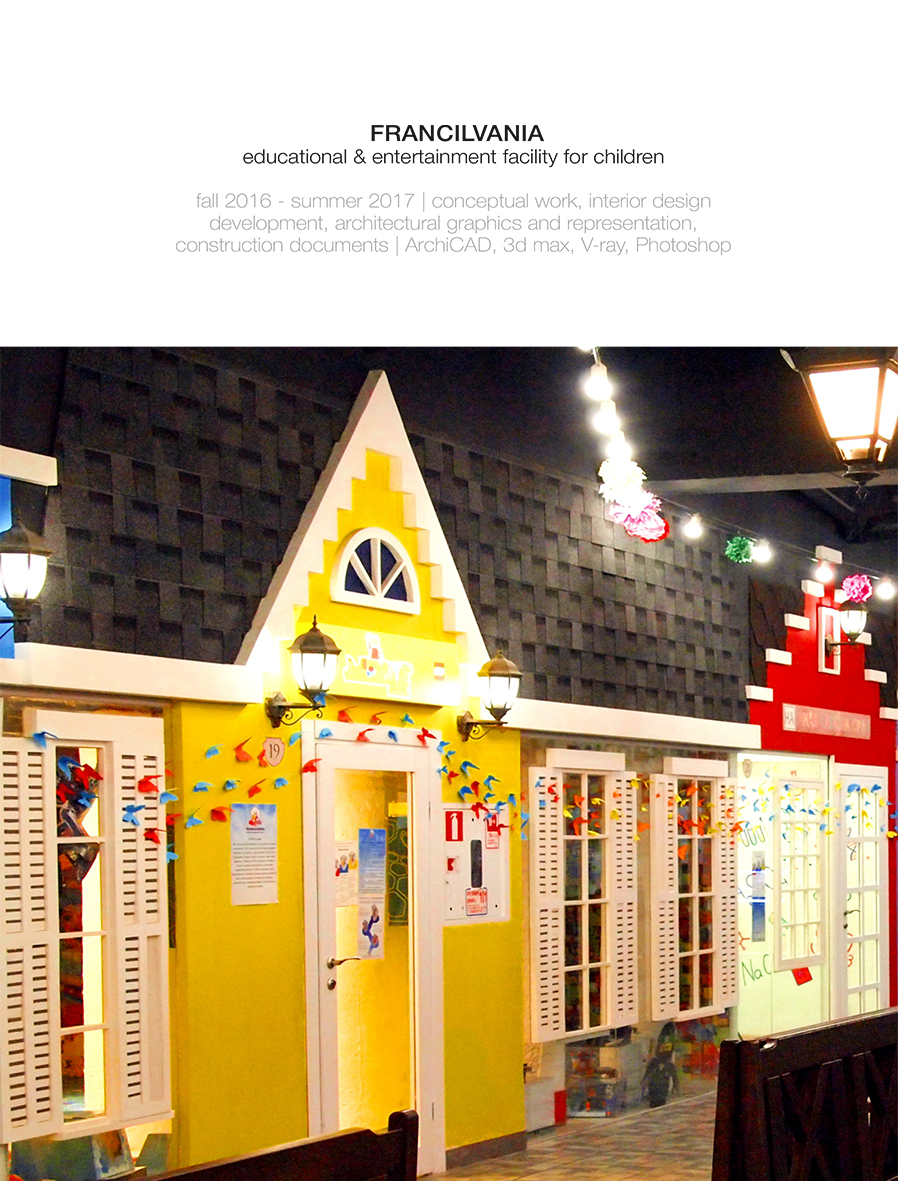 FRANCILVANIA
educational & entertainment facility for children
fall 2016 - summer 2017 | conceptual work, interior design
development, architectural graphics and representation,
construction documents | ArchiCAD, 3d max, V-ray, Photoshop
19
NaC